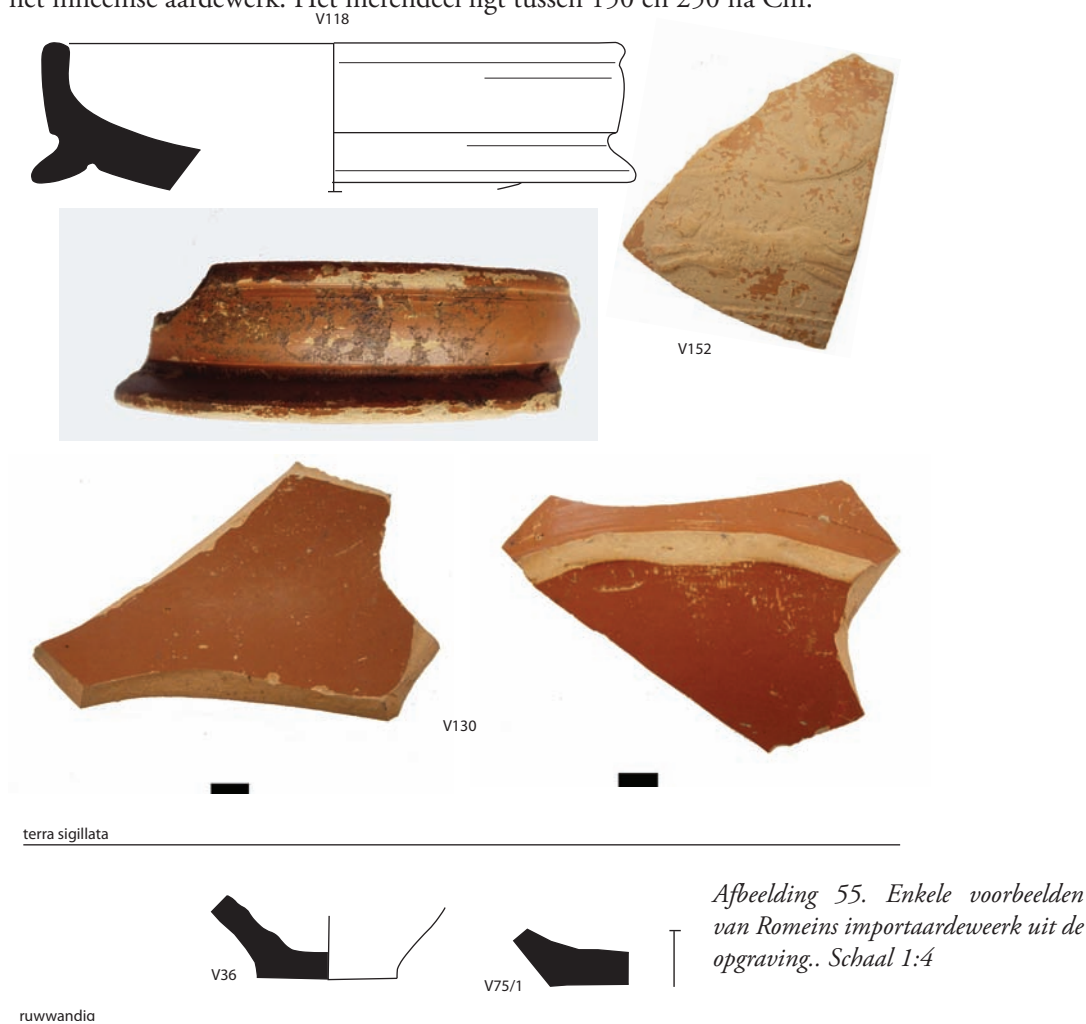 het inheemse aardewerk. Het merendeel ligt tussen 150 en 250 na Chr.
V118
V152
V130
terra sigillata
Afbeelding 55. Enkele voorbeelden
van Romeins importaardeweerk uit de
opgraving.. Schaal 1:4
V36
V75/1
ruwwandig